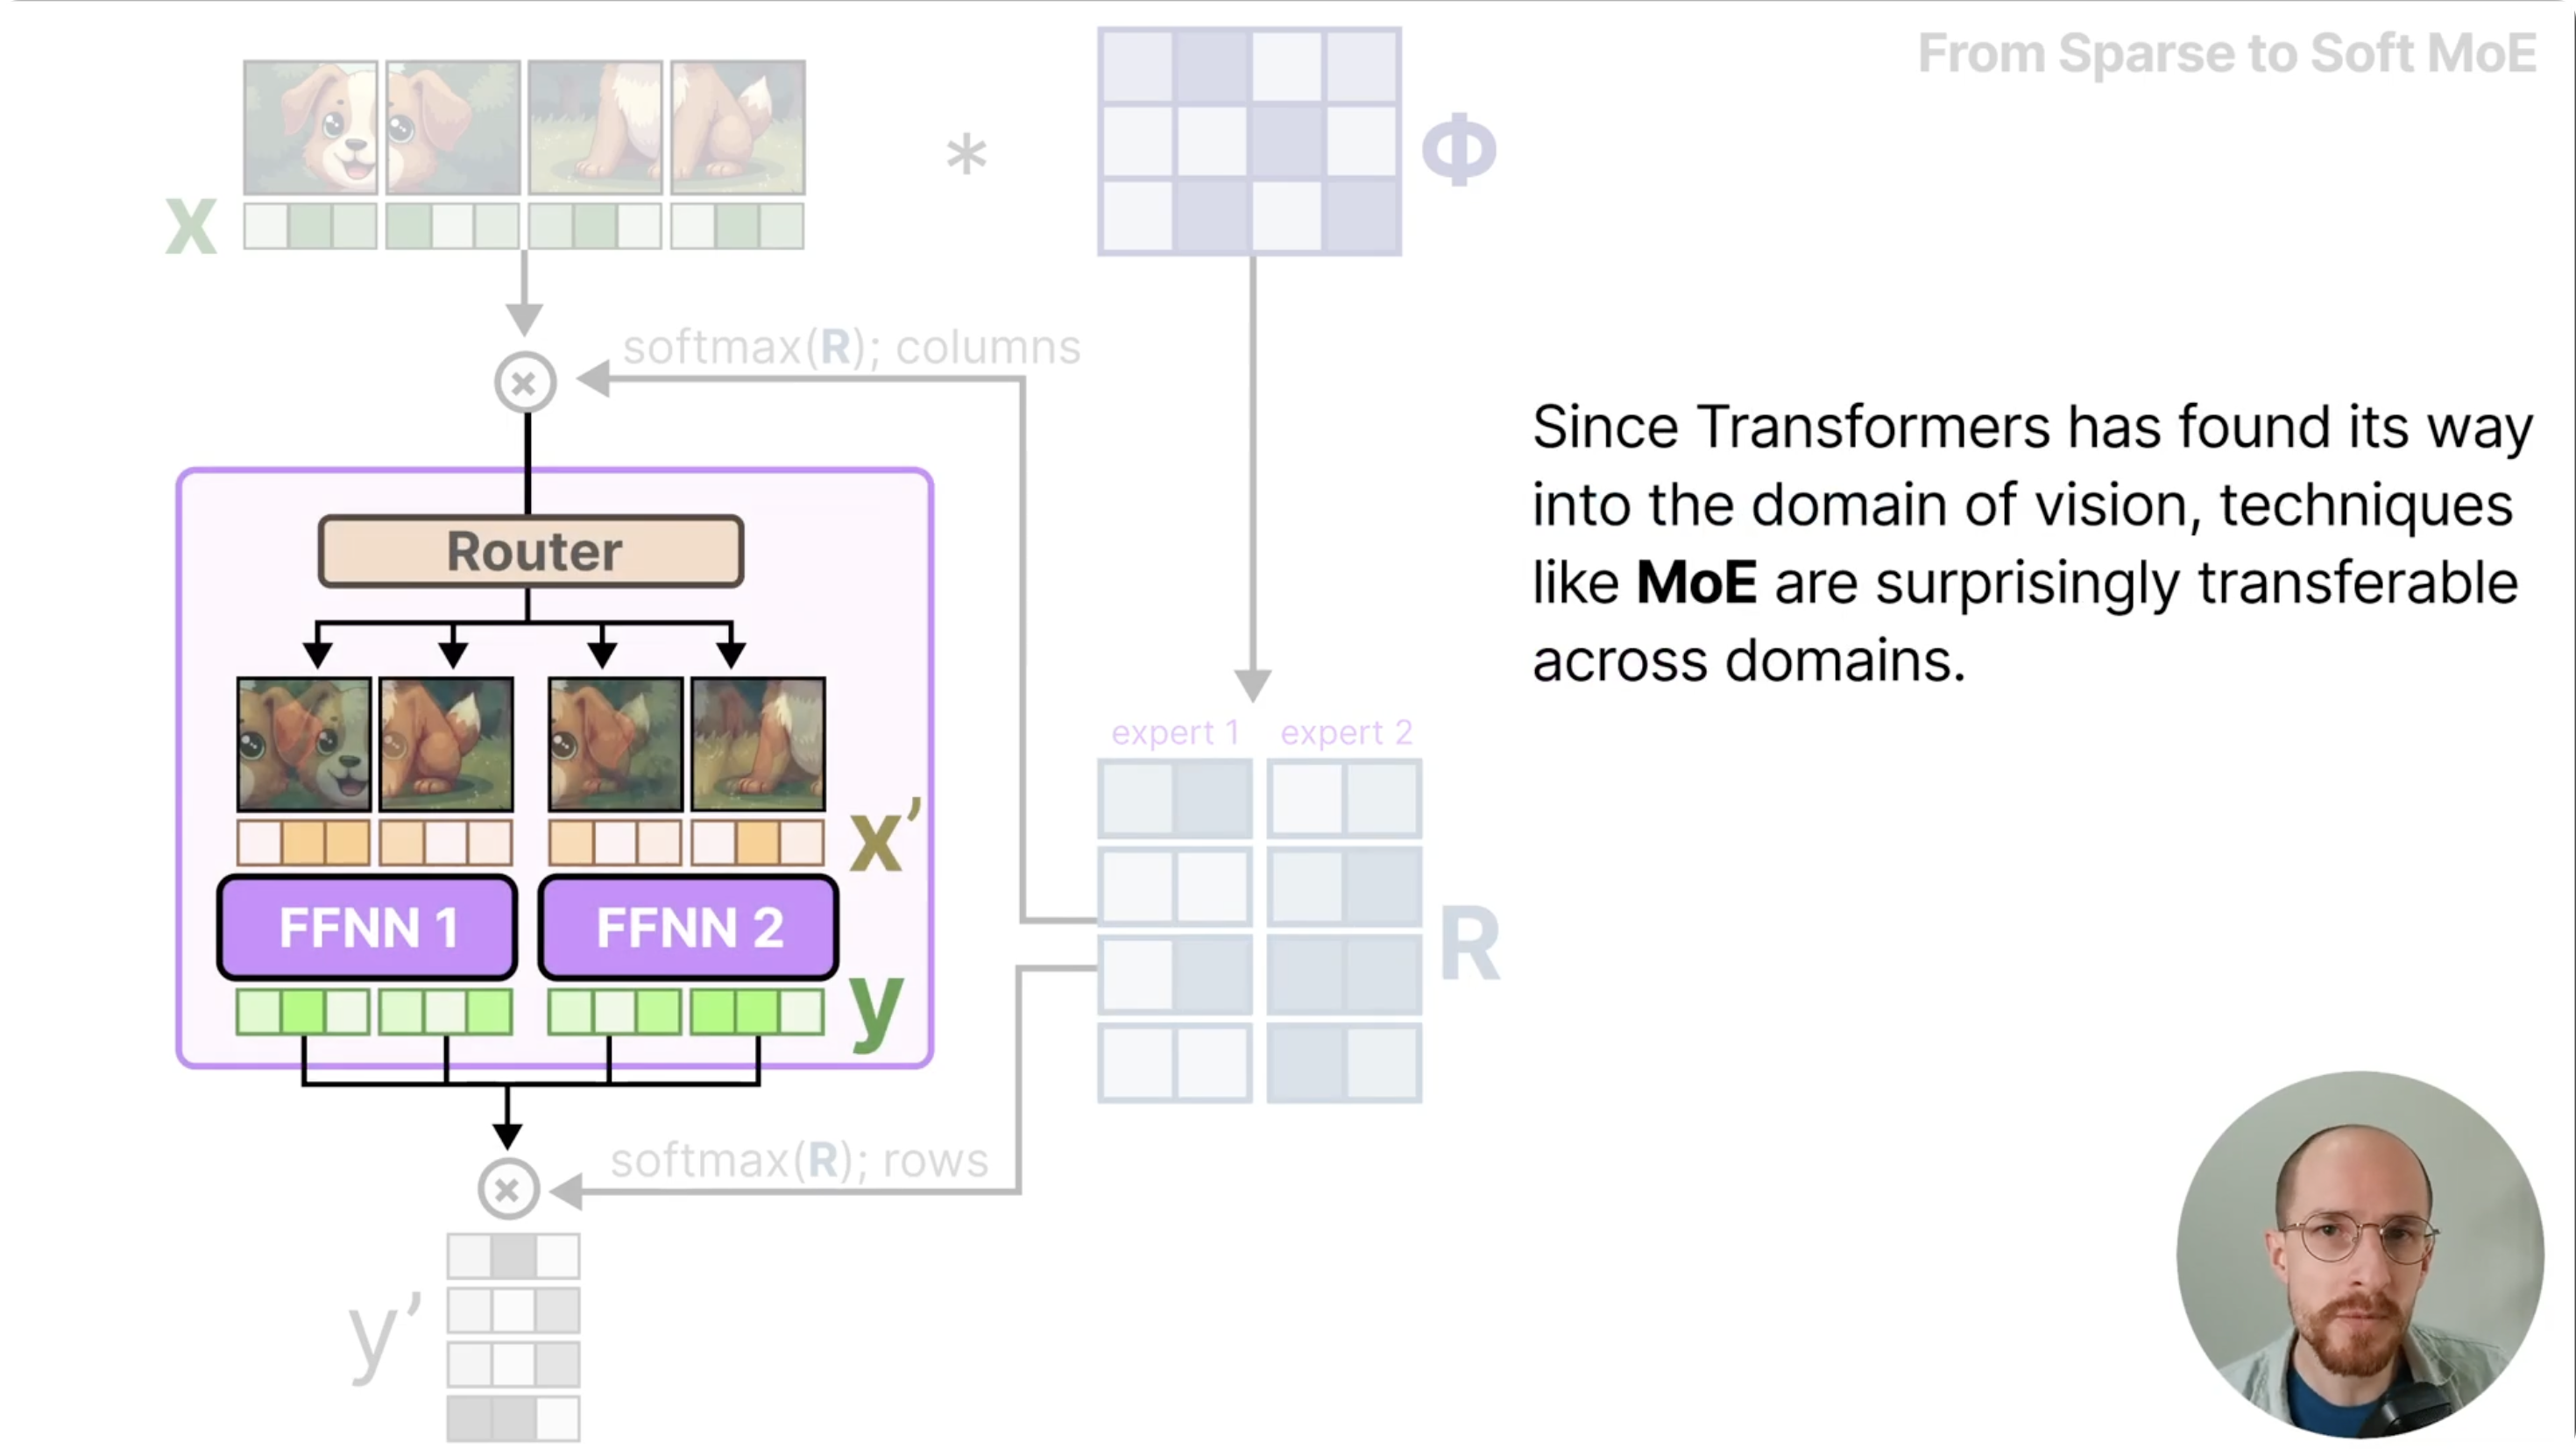 From Sparse to Soft MoE
*
Φ
X
softmax(R); columns
Since Transformers has found its way
into the domain of vision, techniques
like MoE are surprisingly transferable
across domains.
Router
expert 1 expert 2
x’
FFNN 1 FFNN 2
R
y
softmax(R); rows
y’